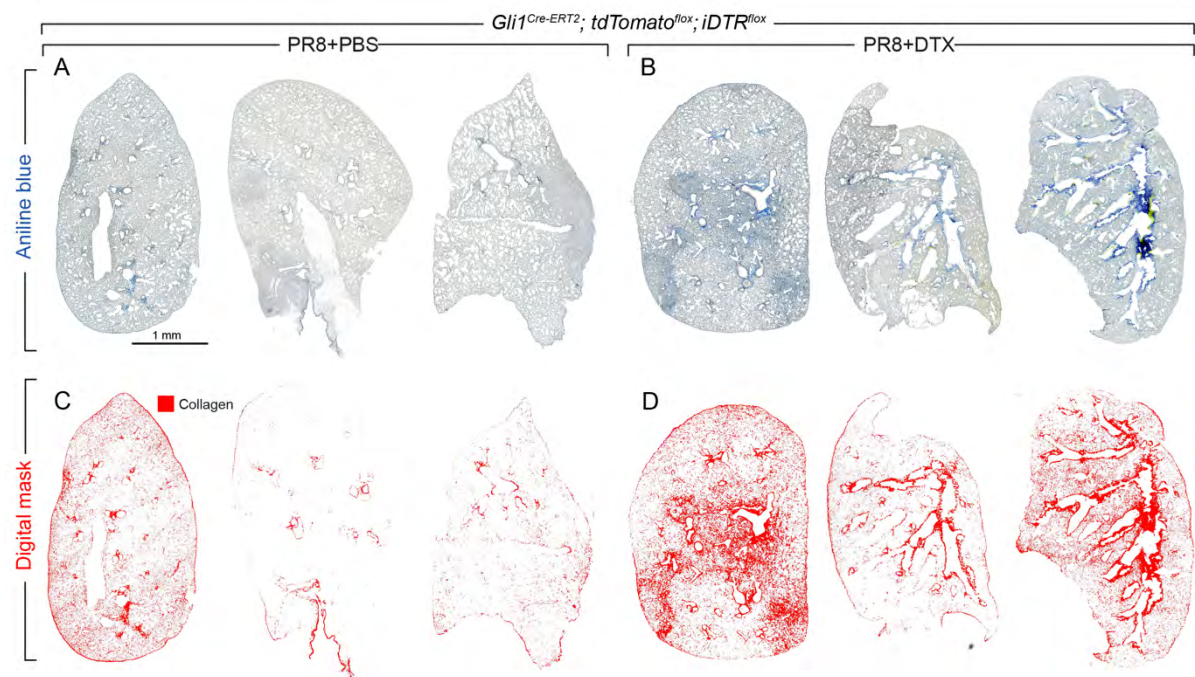 Gli1Cre-ERT2; tdTomatoflox; iDTRflox
PR8+PBS
PR8+DTX
Aniline blue
A
B
1 mm
Digital mask
C
Collagen
D